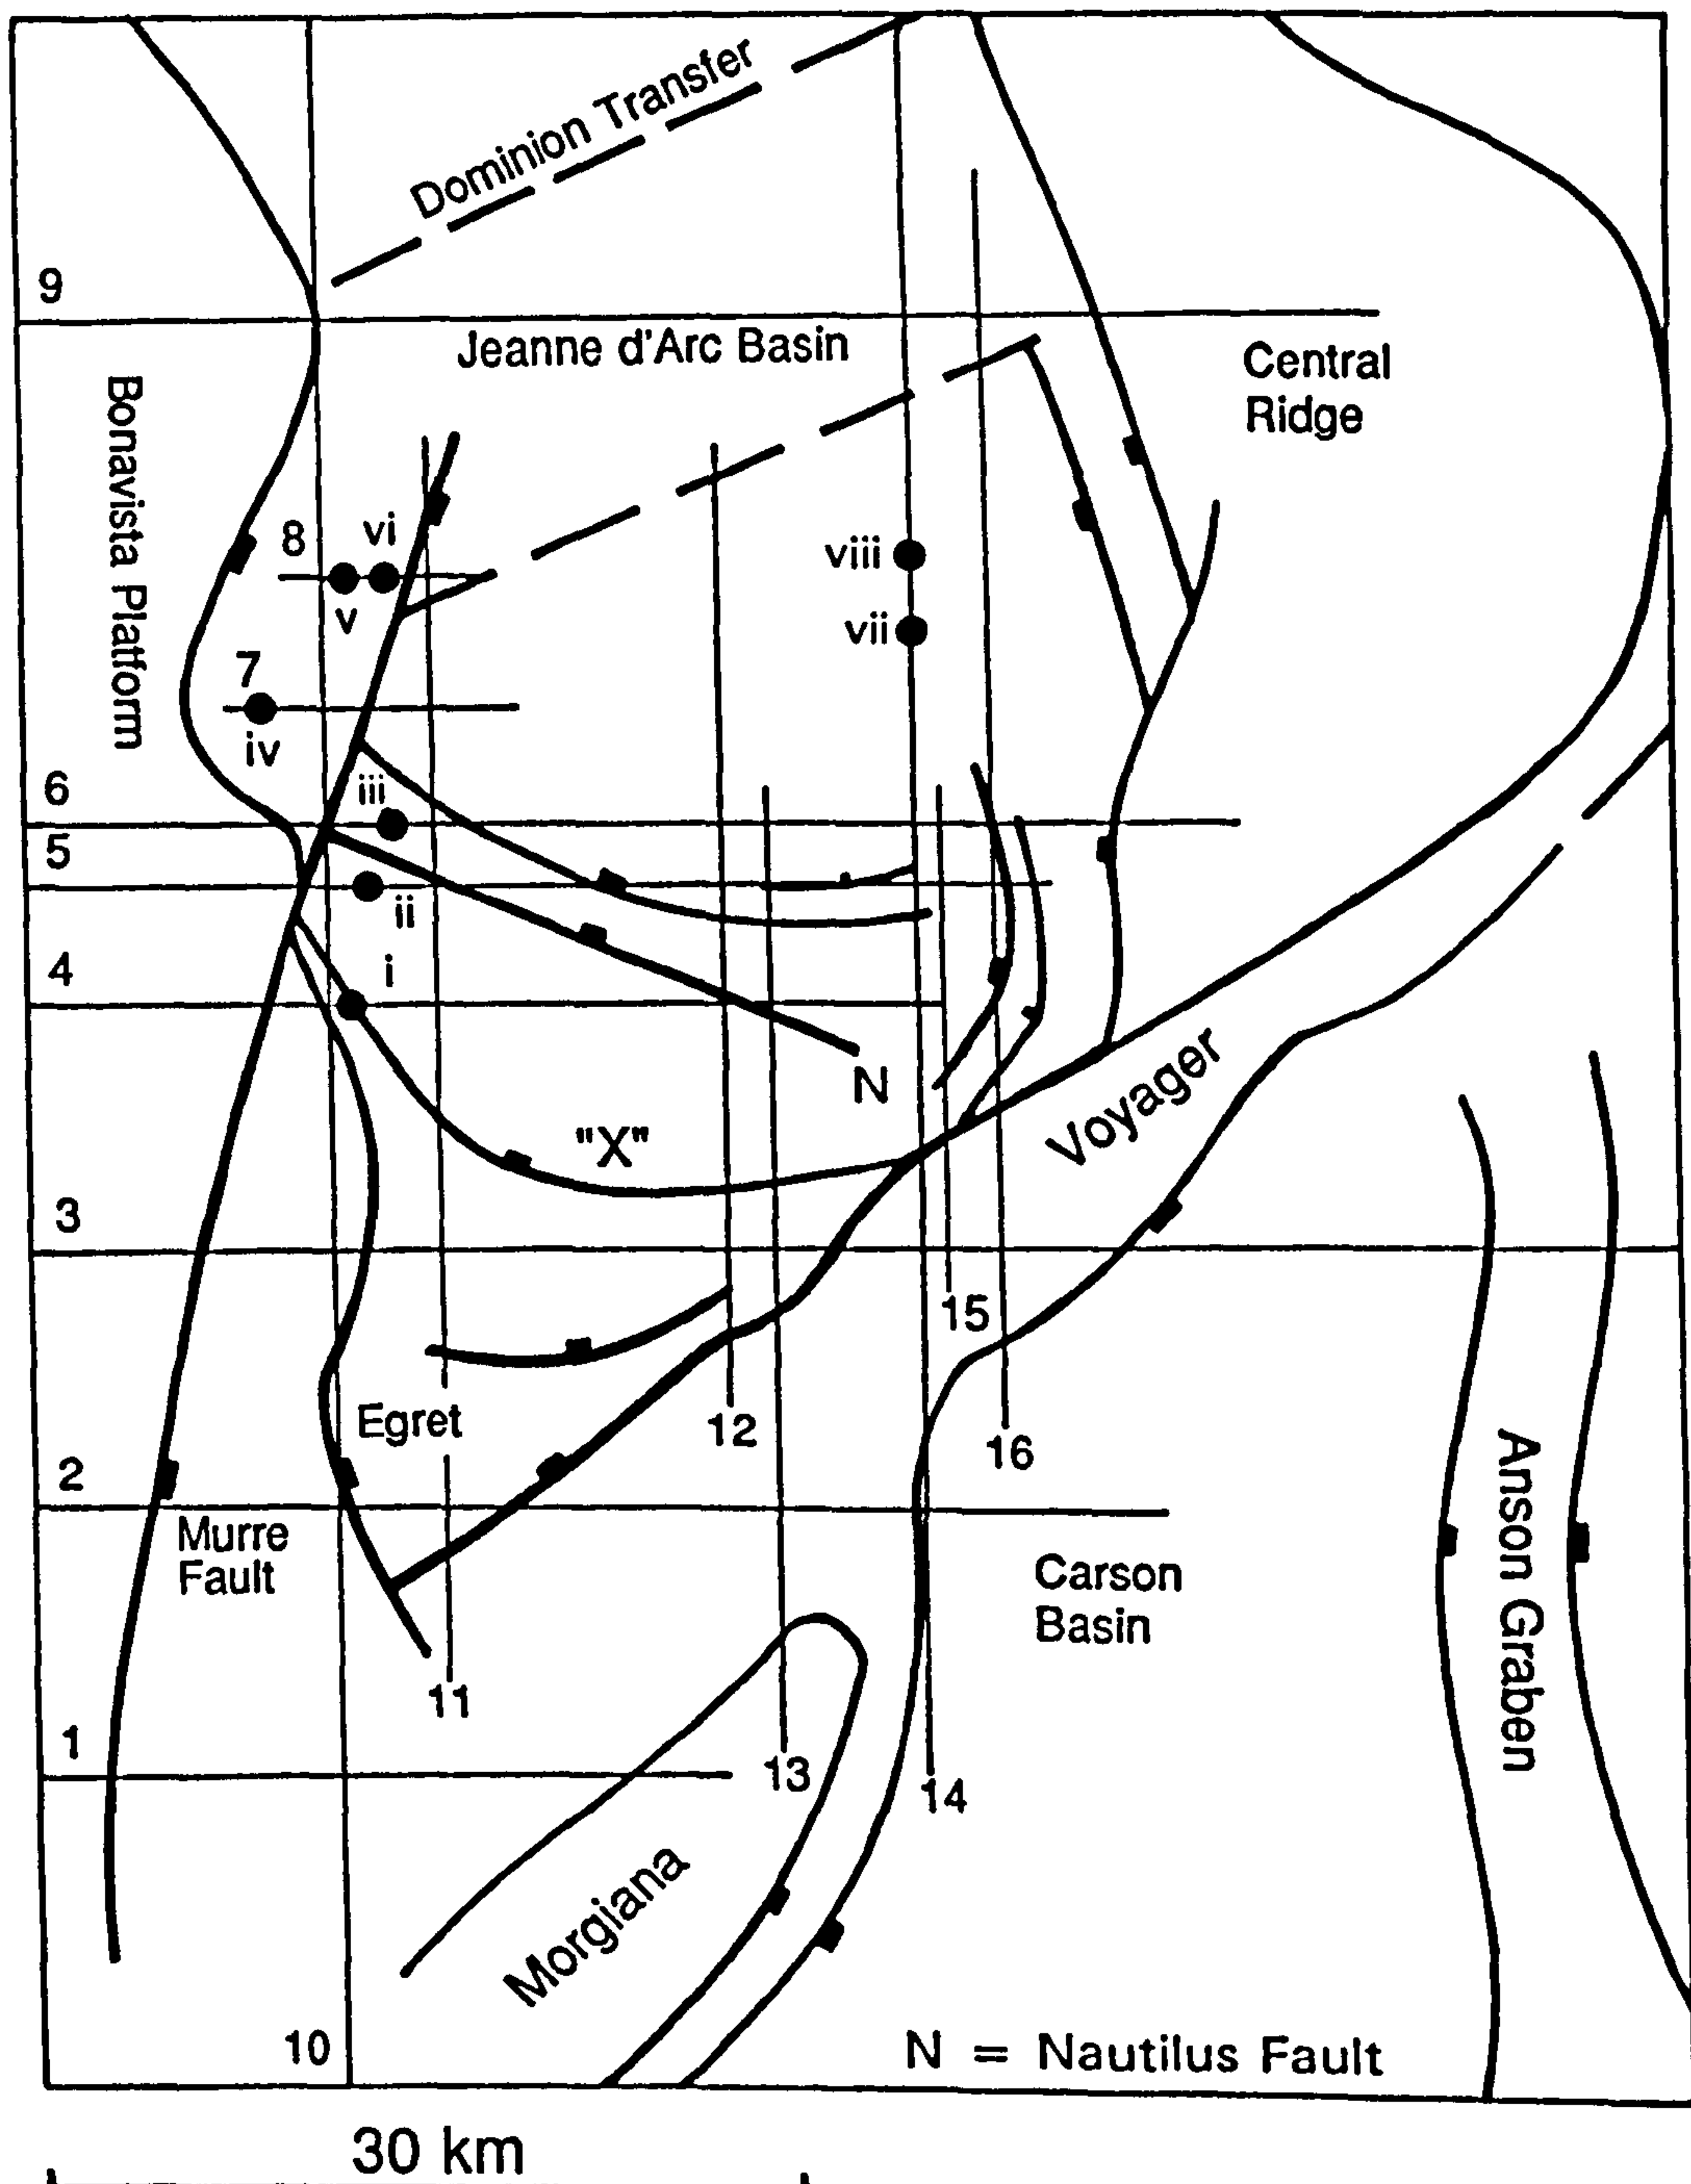 Dominion Transfer
9
Jeanne d'Arc Basin
Central
Ridge
Bonavista Platform
8
vi
v
viii
vii
7
iv
6
iii
5
ii
4
i
N
"X"
Voyager
3
15
Egret
12
16
2
Murre
Fault
Carson
Basin
Anson Graben
11
1
13
14
Morgiana
10
N = Nautilus Fault
30 km